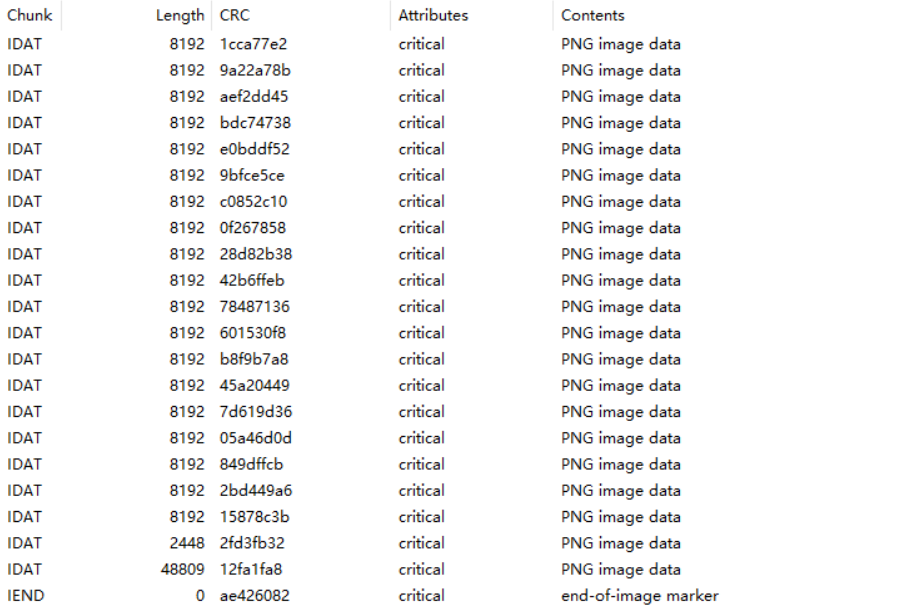 Chunk Length CRC Attributes Contents
IDAT 8192 1cca77e2 critical PNG image data
IDAT 8192 9a22a78b critical PNG image data
IDAT 8192 aef2dd45 critical PNG image data
IDAT 8192 bdc74738 critical PNG image data
IDAT 8192 e0bddf52 critical PNG image data
IDAT 8192 9bfce5ce critical PNG image data
IDAT 8192 c0852c10 critical PNG image data
IDAT 8192 0f267858 critical PNG image data
IDAT 8192 28d82b38 critical PNG image data
IDAT 8192 42b6ffeb critical PNG image data
IDAT 8192 78487136 critical PNG image data
IDAT 8192 601530f8 critical PNG image data
IDAT 8192 b8f9b7a8 critical PNG image data
IDAT 8192 45a20449 critical PNG image data
IDAT 8192 7d619d36 critical PNG image data
IDAT 8192 05a46d0d critical PNG image data
IDAT 8192 849dffcb critical PNG image data
IDAT 8192 2bd449a6 critical PNG image data
IDAT 8192 15878c3b critical PNG image data
IDAT 2448 2fd3fb32 critical PNG image data
IDAT 48809 12fa1fa8 critical PNG image data
IEND 0 ae426082 critical end-of-image marker